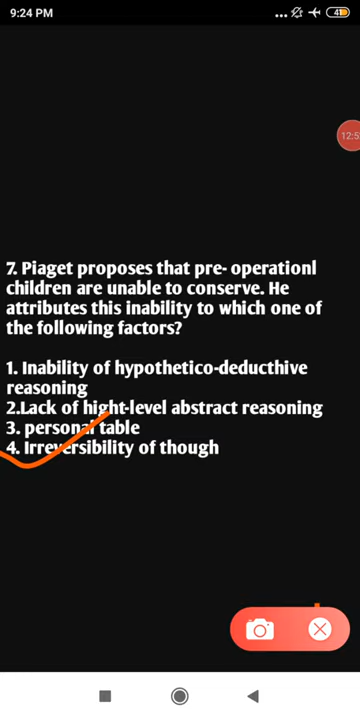 9:24 PM
41
12:5
7. Piaget proposes that pre- operationl
children are unable to conserve. He
attributes this inability to which one of
the following factors?
1. Inability of hypothetico-deducthive
reasoning
2.Lack of hight-level abstract reasoning
3. personal table
4. Irreversibility of though